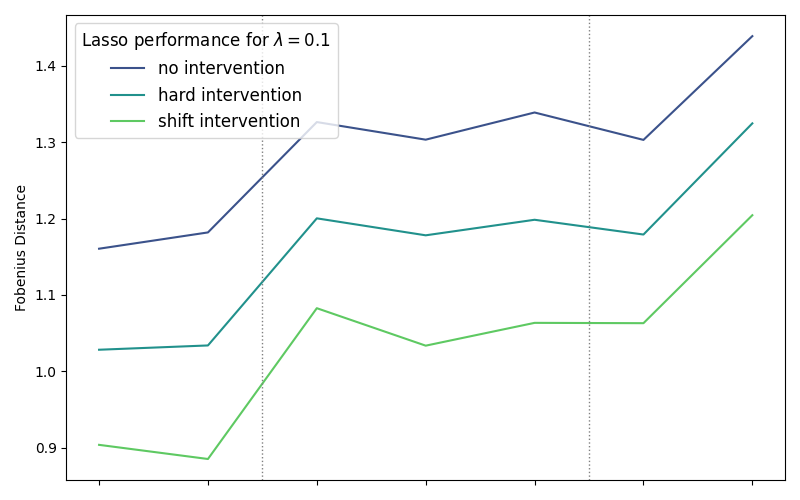 Lasso performance for λ = 0.1
no intervention
hard intervention
shift intervention
Fobenius Distance
1.4
1.3
1.2
1.1
1.0
0.9